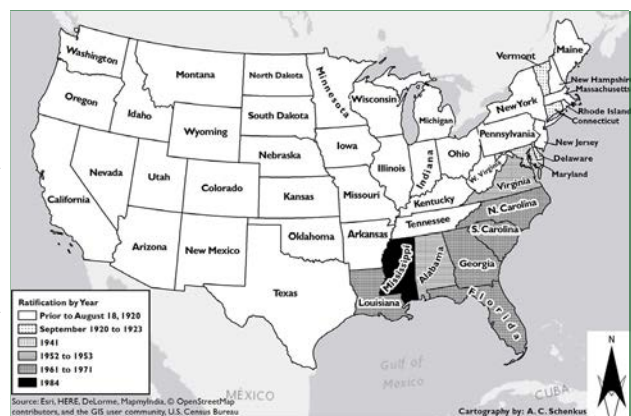 Washington
Oregon
California
Nevada
Idaho
Montana
Wyoming
Utah
Arizona
Colorado
New Mexico
North Dakota
South Dakota
Nebraska
Kansas
Oklahoma
Texas
Minnesota
Iowa
Missouri
Arkansas
Louisiana
Wisconsin
Illinois
Michigan
Indiana
Ohio
Kentucky
Tennessee
Mississippi
Alabama
Georgia
Florida
S. Carolina
N. Carolina
Virginia
W. Virginia
Pennsylvania
New York
Vermont
Maine
New Hampshire
Massachusetts
Rhode Island
Connecticut
New Jersey
Delaware
Maryland
Gulf of
Mexico
MÉXICO
CUBA
N
Ratification by Year
Prior to August 18, 1920
September 1920 to 1923
1941
1952 to 1953
1961 to 1971
1984
Source: Esri, HERE, DeLorme, MapmyIndia, © OpenStreetMap
contributors, and the GIS user community, U.S. Census Bureau
Cartography by: A. C. Schenkus